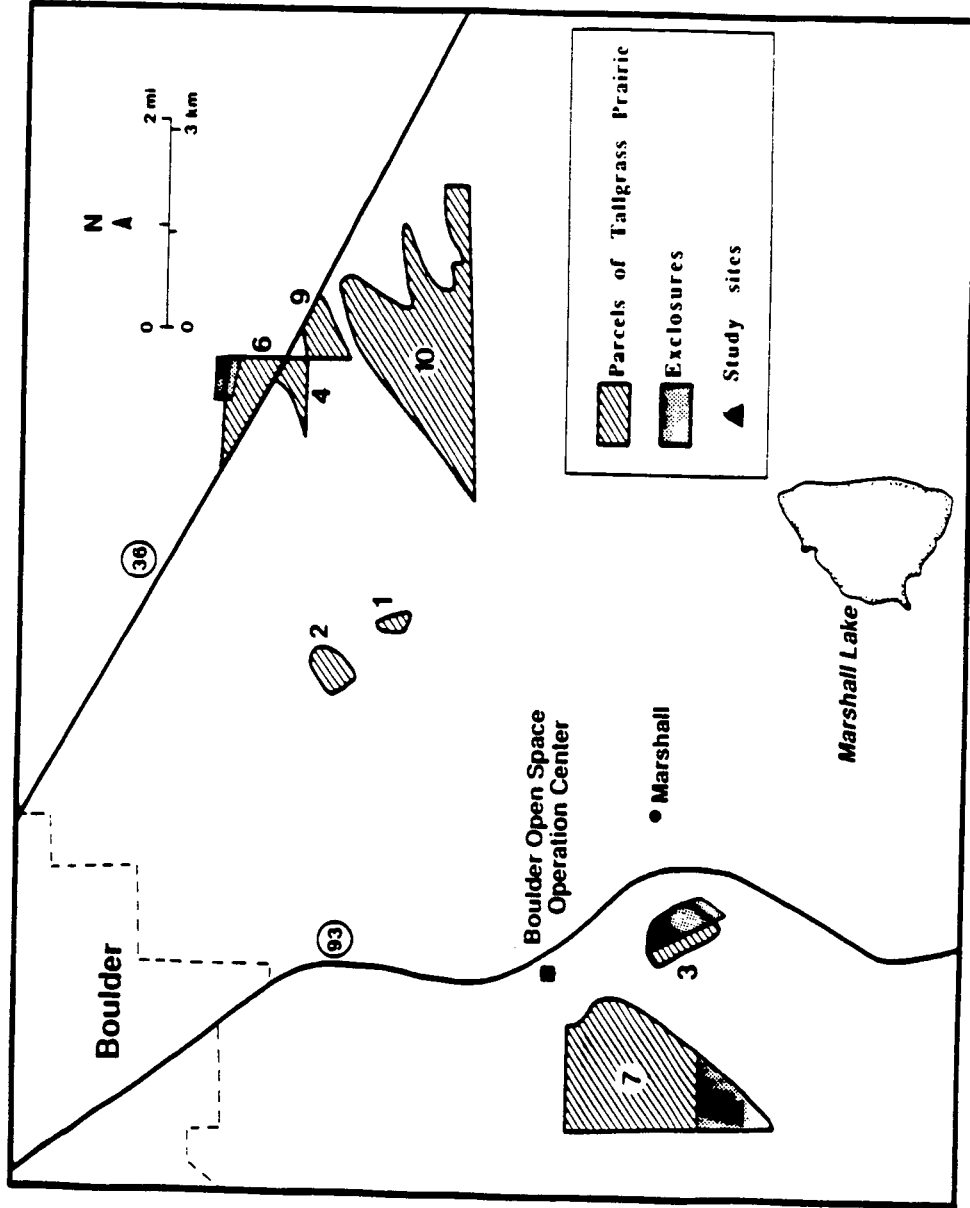 Boulder
36
N
0 2 mi
0 3 km
93
2
1
6
9
4
10
Boulder Open Space
Operation Center
Marshall
7
3
Marshall Lake
Parcels of Tallgrass Prairie
Exclosures
Study sites